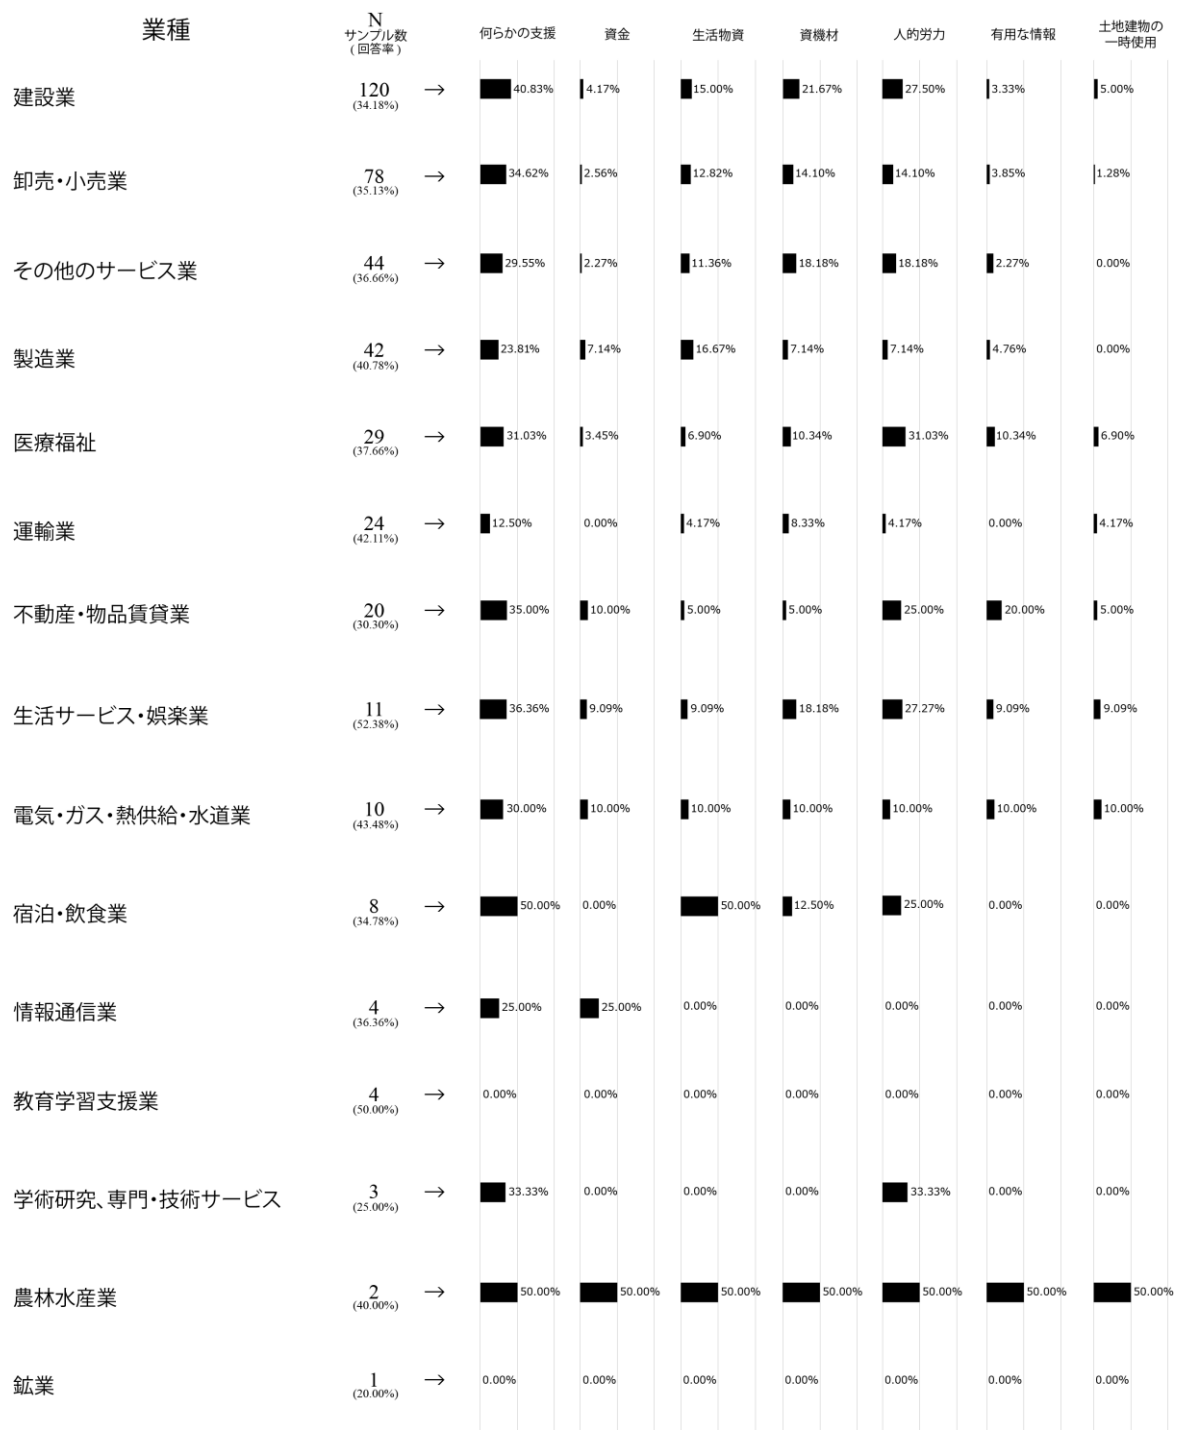 業種
N
サンプル数
(回答率)
何らかの支援
資金
生活物資
資機材
人的労力
有用な情報
土地建物の
一時使用
建設業 120 → 40.83% 4.17% 15.00% 21.67% 27.50% 3.33% 5.00%
(34.18%)
卸売・小売業 78 → 34.62% 2.56% 12.82% 14.10% 14.10% 3.85% 1.28%
(35.13%)
その他のサービス業 44 → 29.55% 2.27% 11.36% 18.18% 18.18% 2.27% 0.00%
(36.66%)
製造業 42 → 23.81% 7.14% 16.67% 7.14% 7.14% 4.76% 0.00%
(40.78%)
医療福祉 29 → 31.03% 3.45% 6.90% 10.34% 31.03% 10.34% 6.90%
(37.66%)
運輸業 24 → 12.50% 0.00% 4.17% 8.33% 4.17% 0.00% 4.17%
(42.11%)
不動産・物品賃貸業 20 → 35.00% 10.00% 5.00% 5.00% 25.00% 20.00% 5.00%
(30.30%)
生活サービス・娯楽業 11 → 36.36% 9.09% 9.09% 18.18% 27.27% 9.09% 9.09%
(52.38%)
電気・ガス・熱供給・水道業 10 → 30.00% 10.00% 10.00% 10.00% 10.00% 10.00% 10.00%
(43.48%)
宿泊・飲食業 8 → 50.00% 0.00% 50.00% 12.50% 25.00% 0.00% 0.00%
(34.78%)
情報通信業 4 → 25.00% 25.00% 0.00% 0.00% 0.00% 0.00% 0.00%
(36.36%)
教育学習支援業 4 → 0.00% 0.00% 0.00% 0.00% 0.00% 0.00% 0.00%
(50.00%)
学術研究、専門・技術サービス 3 → 33.33% 0.00% 0.00% 0.00% 33.33% 0.00% 0.00%
(25.00%)
農林水産業 2 → 50.00% 50.00% 50.00% 50.00% 50.00% 50.00% 50.00%
(40.00%)
鉱業 1 → 0.00% 0.00% 0.00% 0.00% 0.00% 0.00% 0.00%
(20.00%)